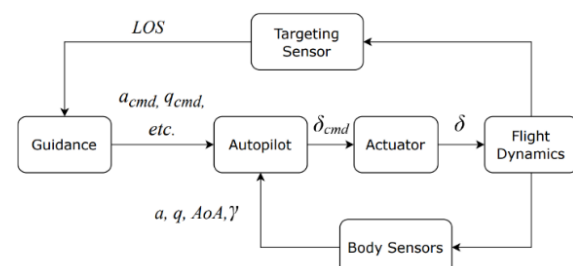 LOS
Targeting
Sensor
a_cmd, q_cmd,
etc.
Guidance
Autopilot
δ_cmd
Actuator
δ
Flight
Dynamics
a, q, AoA, γ
Body Sensors